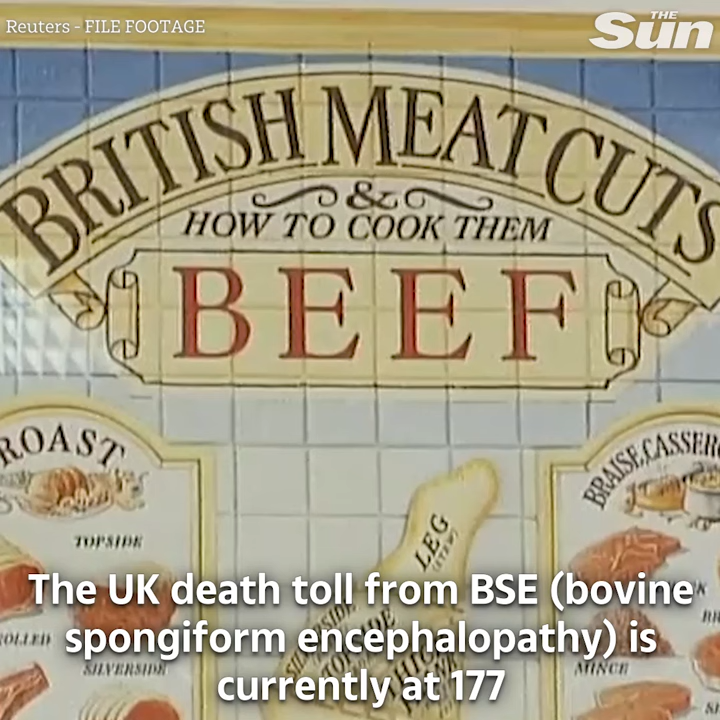 Reuters - FILE FOOTAGE
THE
Sun
BRITISH MEAT CUTS
&
HOW TO COOK THEM
BEEF
ROAST
BRAISE, CASSER
TOPSIDE
LEG
The UK death toll from BSE (bovine
spongiform encephalopathy) is
currently at 177
SILVERSIDE
MINCE